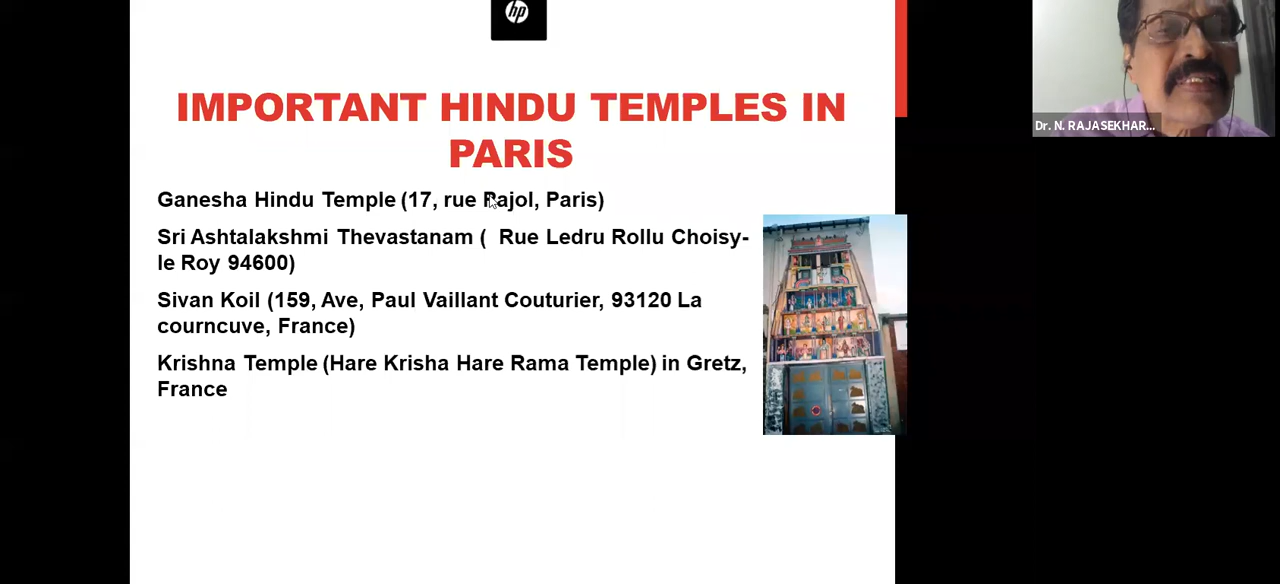 hp
IMPORTANT HINDU TEMPLES IN
PARIS
Ganesha Hindu Temple (17, rue Pajol, Paris)
Sri Ashtalakshmi Thevastanam (  Rue Ledru Rollu Choisy-
le Roy 94600)
Sivan Koil (159, Ave, Paul Vaillant Couturier, 93120 La
courncuve, France)
Krishna Temple (Hare Krisha Hare Rama Temple) in Gretz,
France
Dr. N. RAJASEKHAR...